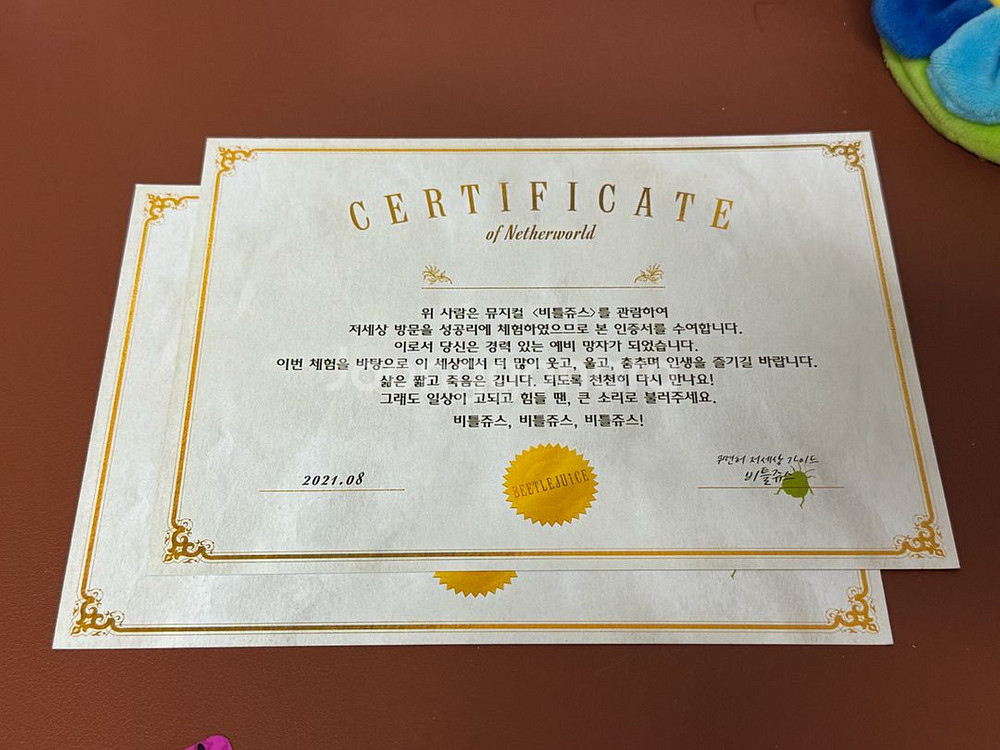 CERTIFICATE
of Netherworld
위 사람은 뮤지컬 <비틀쥬스>를 관람하여
저세상 방문을 성공리에 체험하였으므로 본 인증서를 수여합니다.
이로서 당신은 경력 있는 예비 망자가 되었습니다.
이번 체험을 바탕으로 이 세상에서 더 많이 웃고, 울고, 춤추며 인생을 즐기길 바랍니다.
삶은 짧고 죽음은 깁니다. 되도록 천천히 다시 만나요!
그래도 일상이 고되고 힘들 땐, 큰 소리로 불러주세요.
비틀쥬스, 비틀쥬스, 비틀쥬스!
2021.08
BEETLEJUICE
무면허 저세상 가이드
비틀쥬스